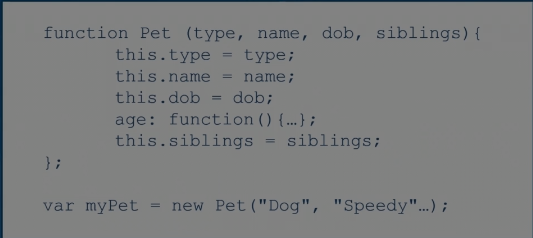 function Pet (type, name, dob, siblings){
this.type = type;
this.name = name;
this.dob = dob;
age: function(){…};
this.siblings = siblings;
};
var myPet = new Pet("Dog", "Speedy"…);